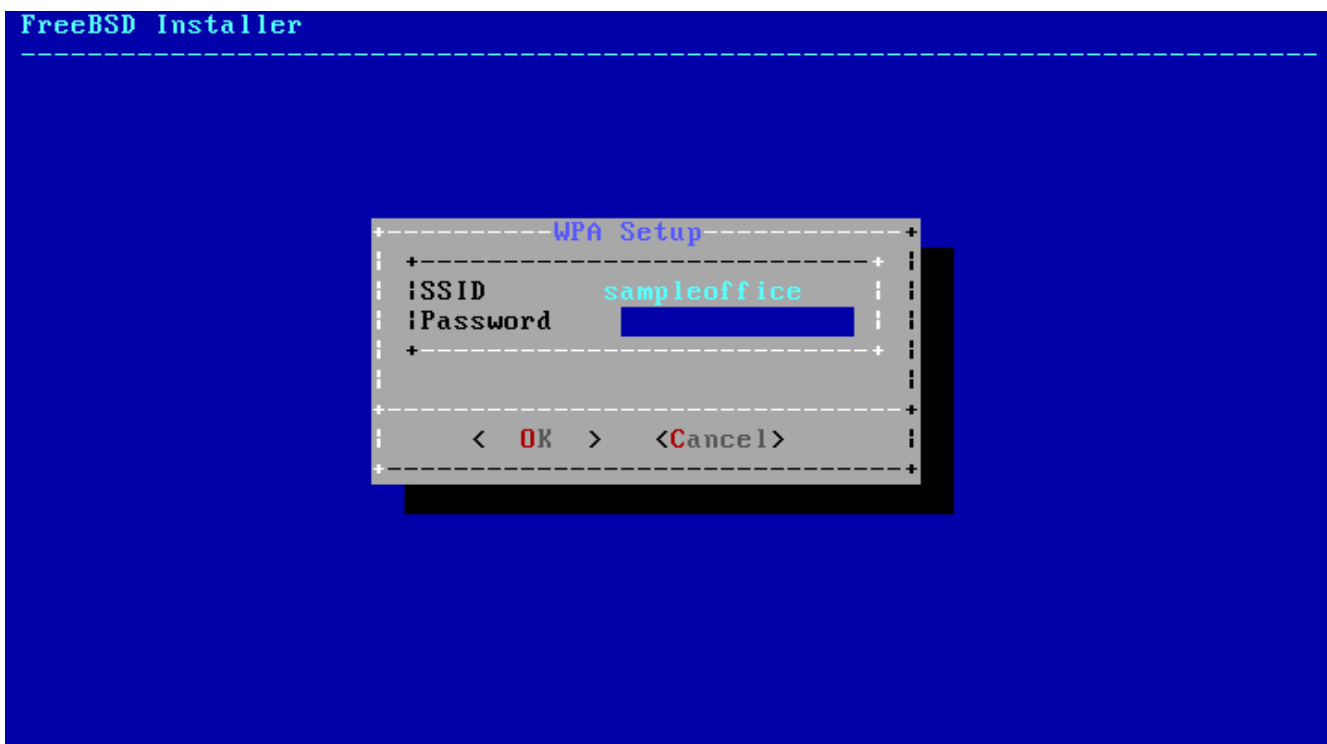 FreeBSD Installer
WPA Setup
SSID sampleoffice
Password
< OK > <Cancel>